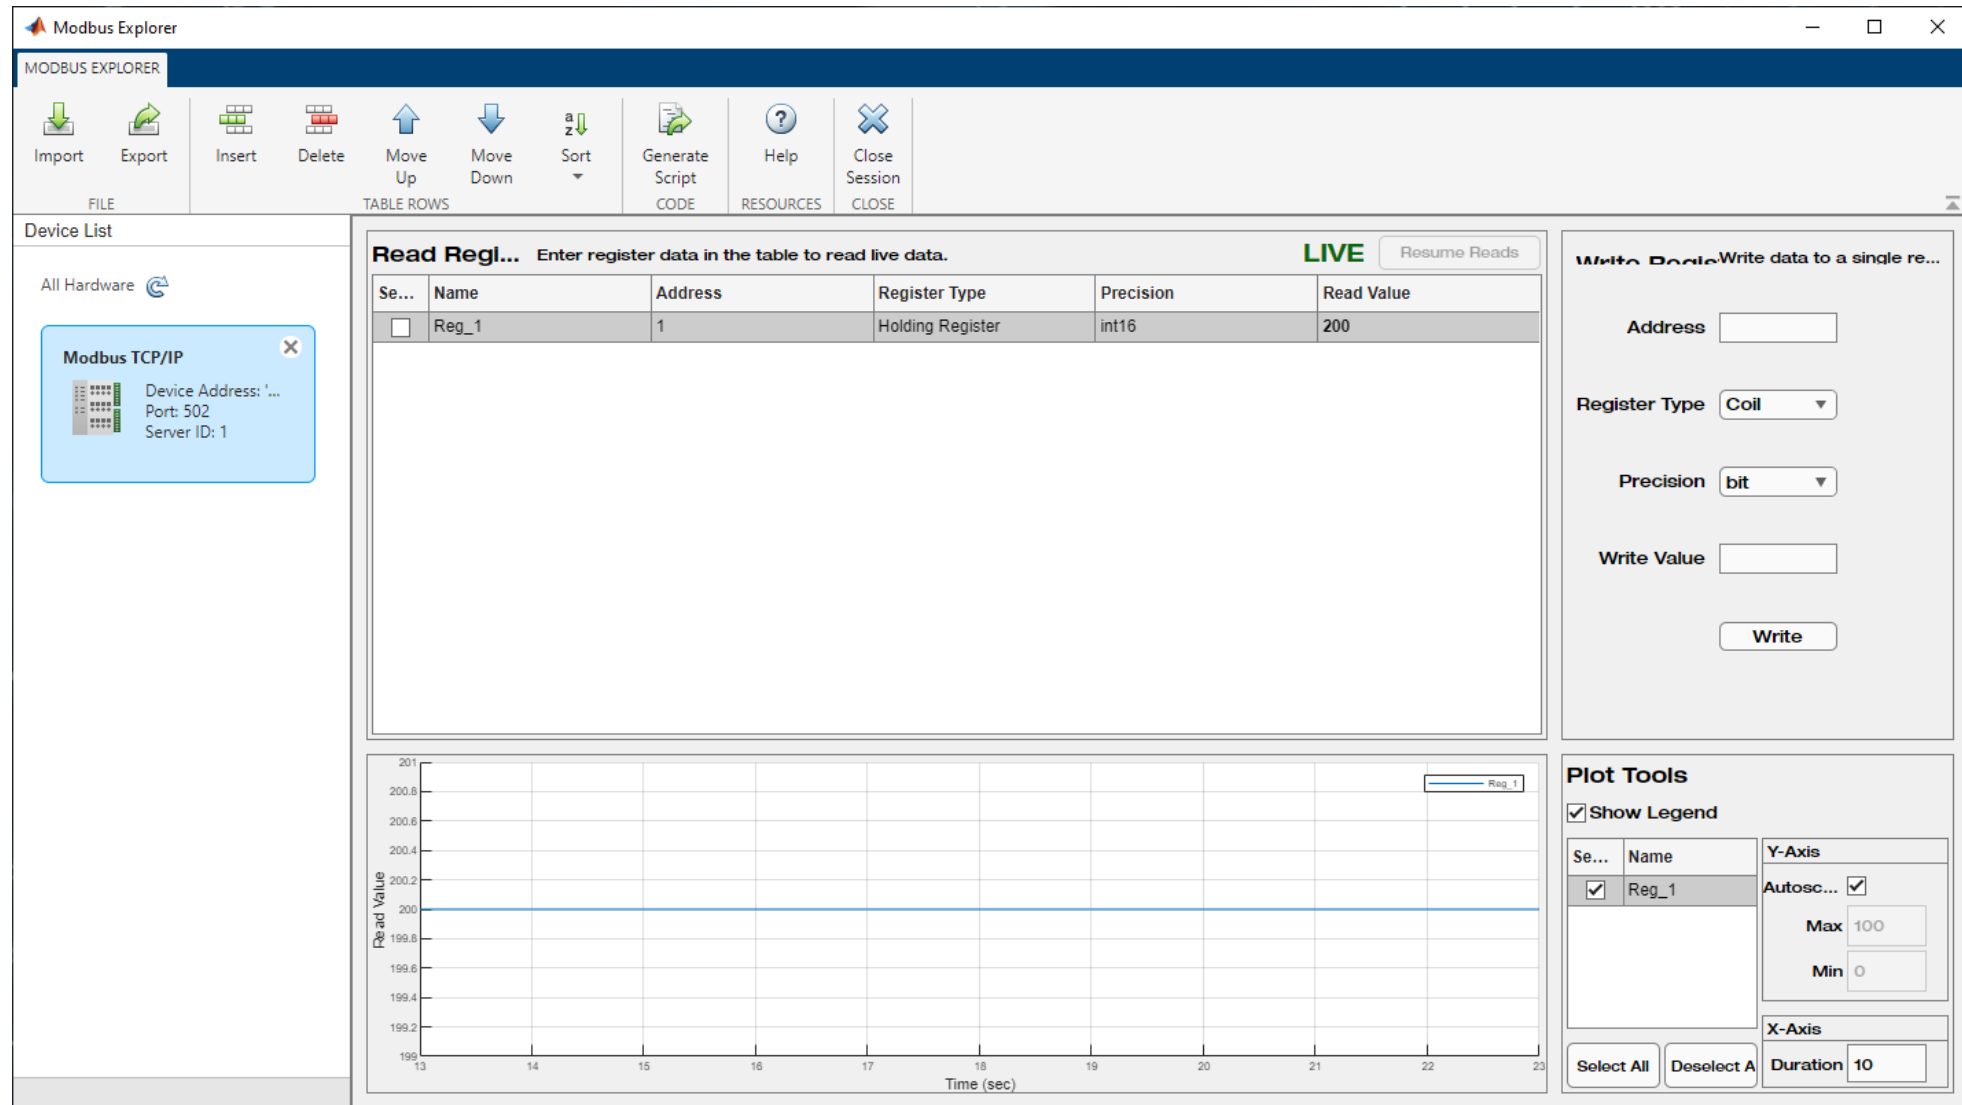 Modbus Explorer
MODBUS EXPLORER
Import
Export
Insert
Delete
Move Up
Move Down
Sort
Generate Script
Help
Close Session
FILE
TABLE ROWS
CODE
RESOURCES
CLOSE
Device List
All Hardware
Modbus TCP/IP
Device Address: '...
Port: 502
Server ID: 1
Read Regi... Enter register data in the table to read live data. LIVE Resume Reads
Se... Name Address Register Type Precision Read Value
Reg_1 1 Holding Register int16 200
Write data to a single re...
Address
Register Type Coil
Precision bit
Write Value
Write
201
200.8
200.6
200.4
200.2
200
199.8
199.6
199.4
199.2
199
Read Value
Reg_1
13 14 15 16 17 18 19 20 21 22 23
Time (sec)
Plot Tools
Show Legend
Se... Name
Reg_1
Select All Deselect A
Y-Axis
Autosc...
Max 100
Min 0
X-Axis
Duration 10